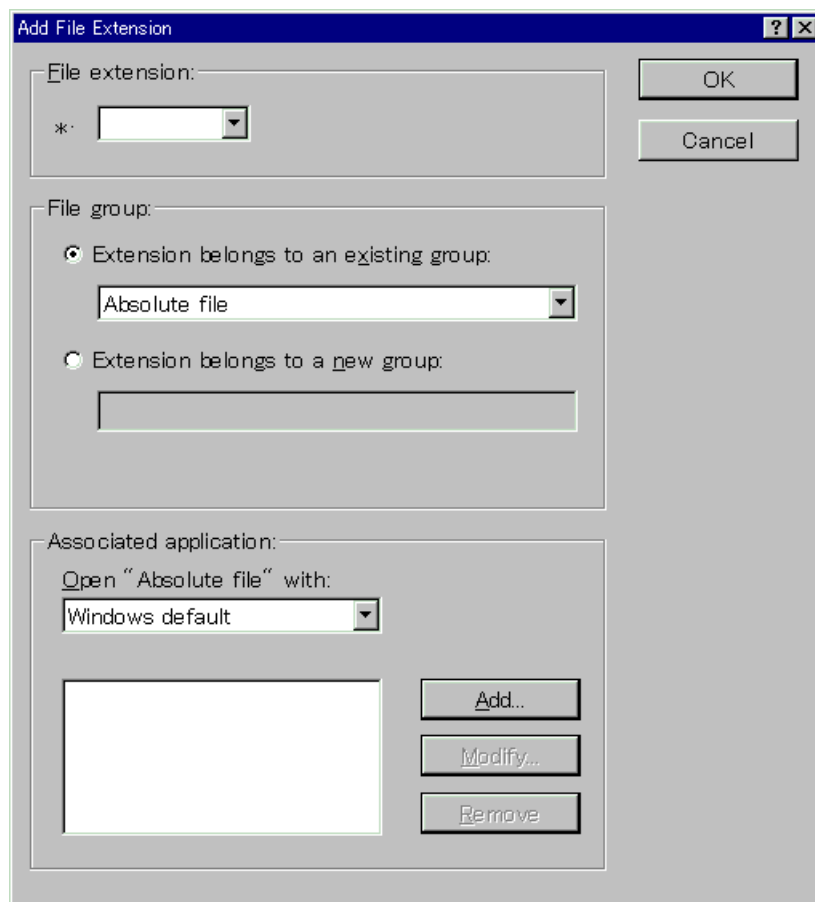 Add File Extension
File extension:
OK
*.
Cancel
File group:
Extension belongs to an existing group:
Absolute file
Extension belongs to a new group:
Associated application:
Open “Absolute file” with:
Windows default
Add...
Modify...
Remove